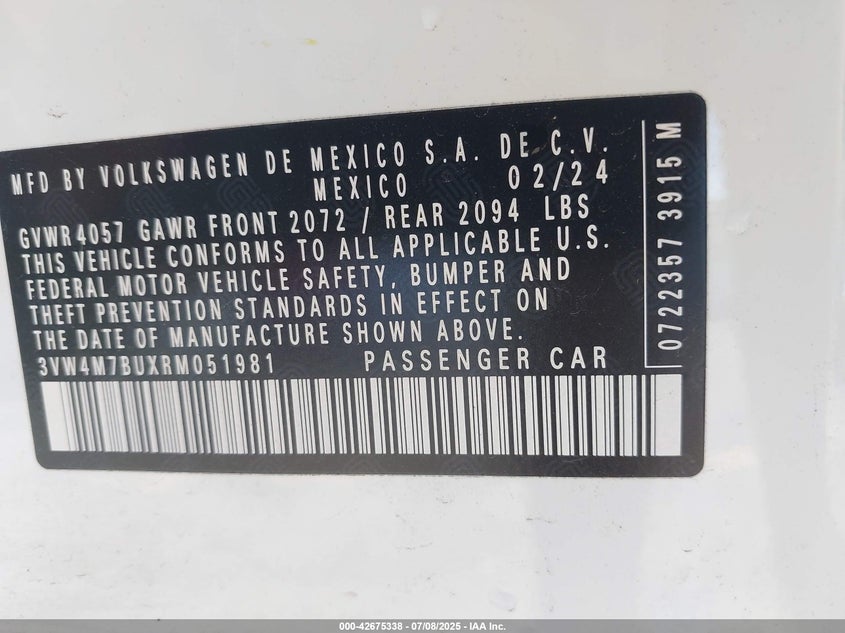 MFD BY VOLKSWAGEN DE MEXICO S.A. DE C.V.
MEXICO 02/24
GVWR4057 GAWR FRONT 2072 / REAR 2094 LBS
THIS VEHICLE CONFORMS TO ALL APPLICABLE U.S.
FEDERAL MOTOR VEHICLE SAFETY, BUMPER AND
THEFT PREVENTION STANDARDS IN EFFECT ON
THE DATE OF MANUFACTURE SHOWN ABOVE.
3VW4M7BUXRM051981 PASSENGER CAR
0722357 3915 M
000-42675338 - 07/08/2025 - IAA Inc.